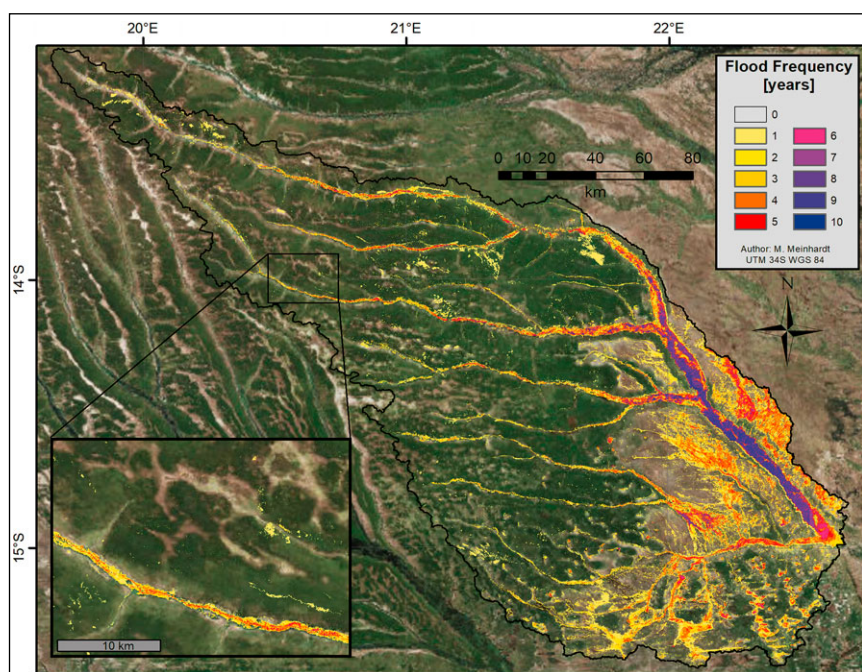 20°E 21°E 22°E
Flood Frequency
[years]
0
1 6
2 7
3 8
4 9
5 10
Author: M. Meinhardt
UTM 34S WGS 84
0 10 20 40 60 80
km
N
14°S
15°S
10 km